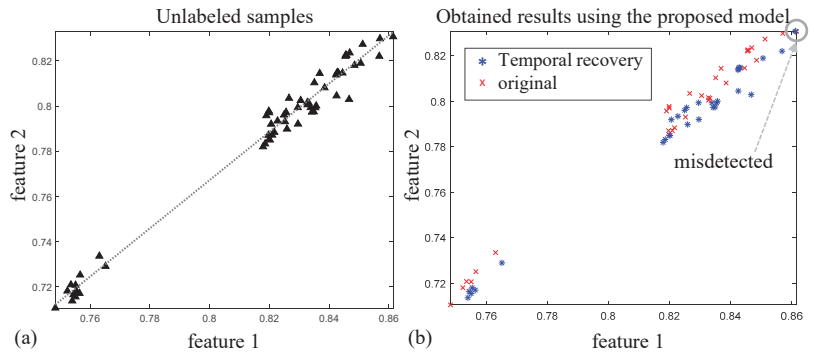 Unlabeled samples
0.82
0.8
0.78
0.76
0.74
0.72
feature 2
0.76
0.78
0.8
0.82
0.84
0.86
feature 1
(a)
Obtained results using the proposed model
Temporal recovery
original
misdetected
0.82
0.8
0.78
0.76
0.74
0.72
feature 2
0.76
0.78
0.8
0.82
0.84
0.86
feature 1
(b)